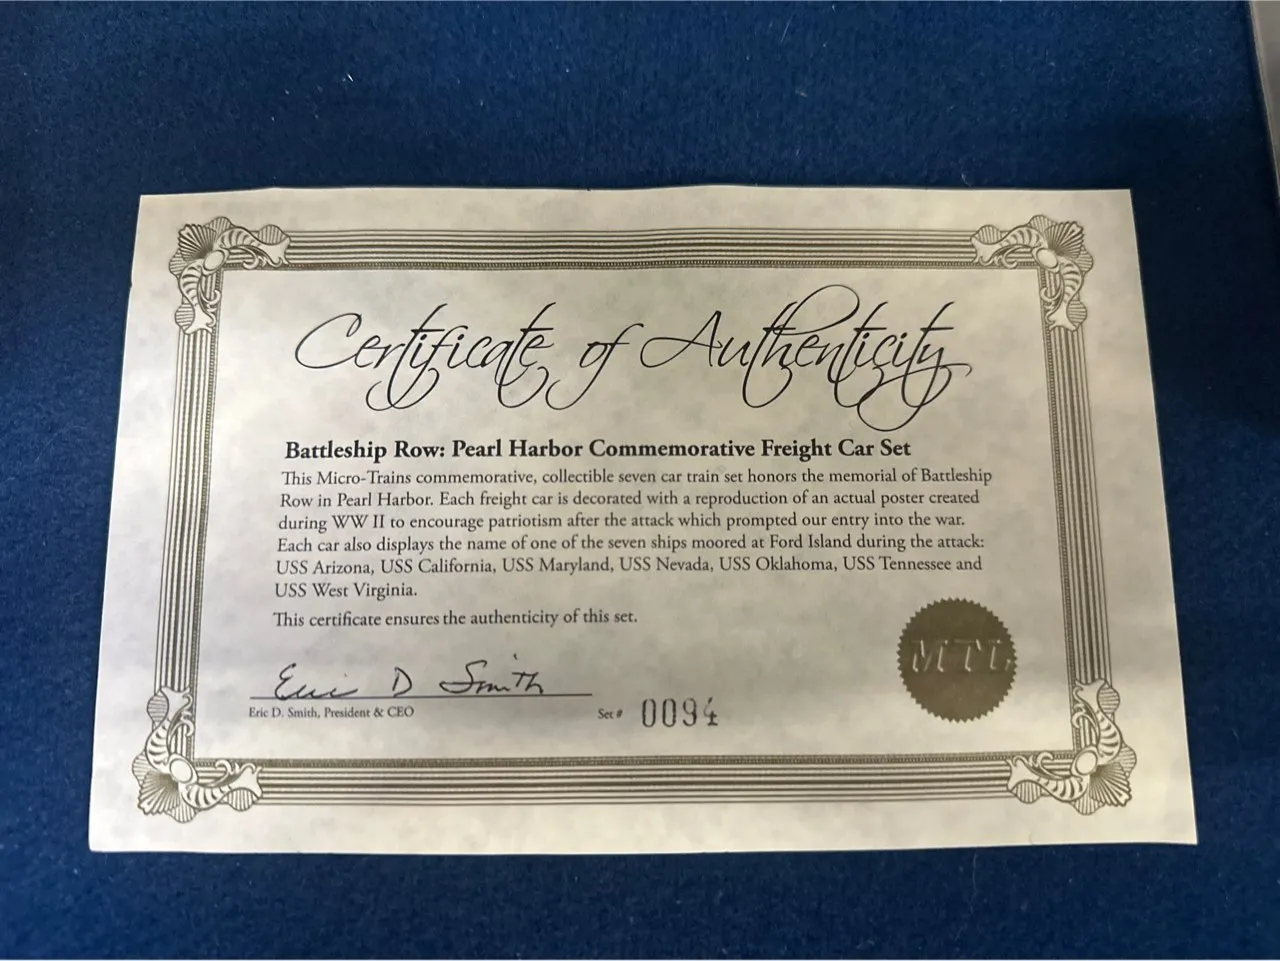 Certificate of Authenticity
Battleship Row: Pearl Harbor Commemorative Freight Car Set
This Micro-Trains commemorative, collectible seven car train set honors the memorial of Battleship
Row in Pearl Harbor. Each freight car is decorated with a reproduction of an actual poster created
during WW II to encourage patriotism after the attack which prompted our entry into the war.
Each car also displays the name of one of the seven ships moored at Ford Island during the attack:
USS Arizona, USS California, USS Maryland, USS Nevada, USS Oklahoma, USS Tennessee and
USS West Virginia.
This certificate ensures the authenticity of this set.
Eric D Smith
Eric D. Smith, President & CEO
Set # 0094
MTL